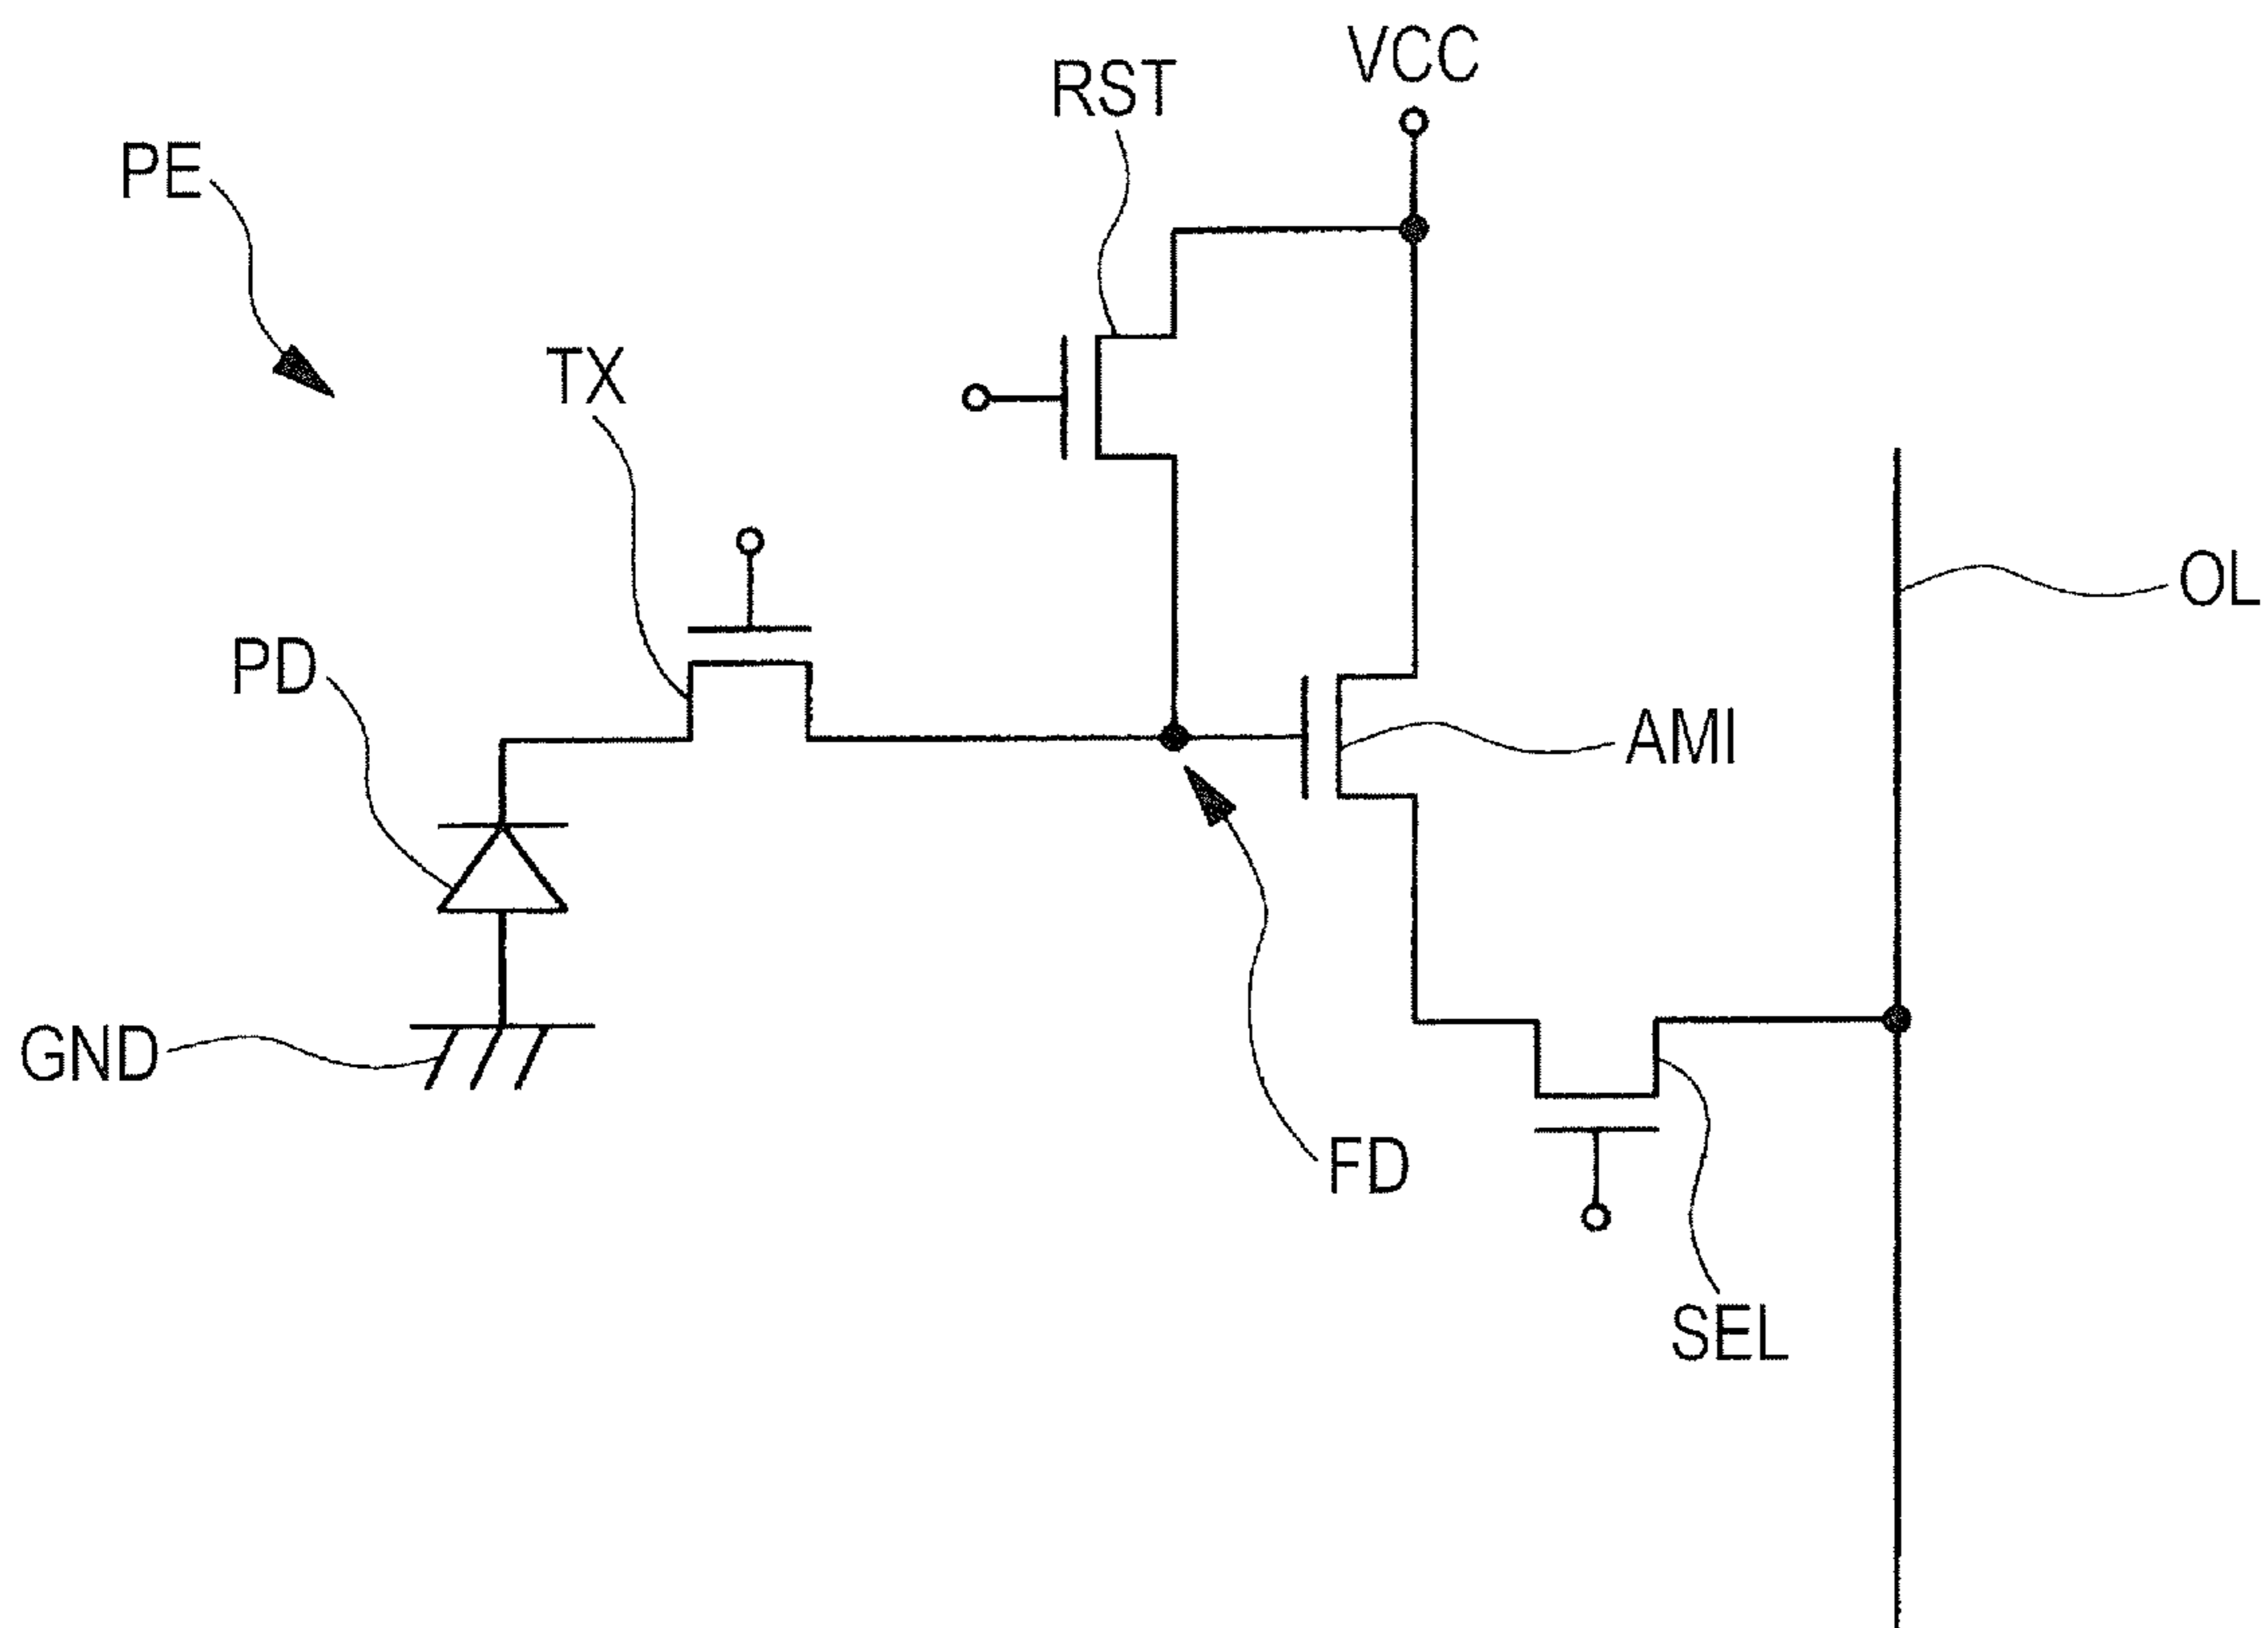 VCC
RST
PE
TX
OL
PD
AMI
GND
FD
SEL